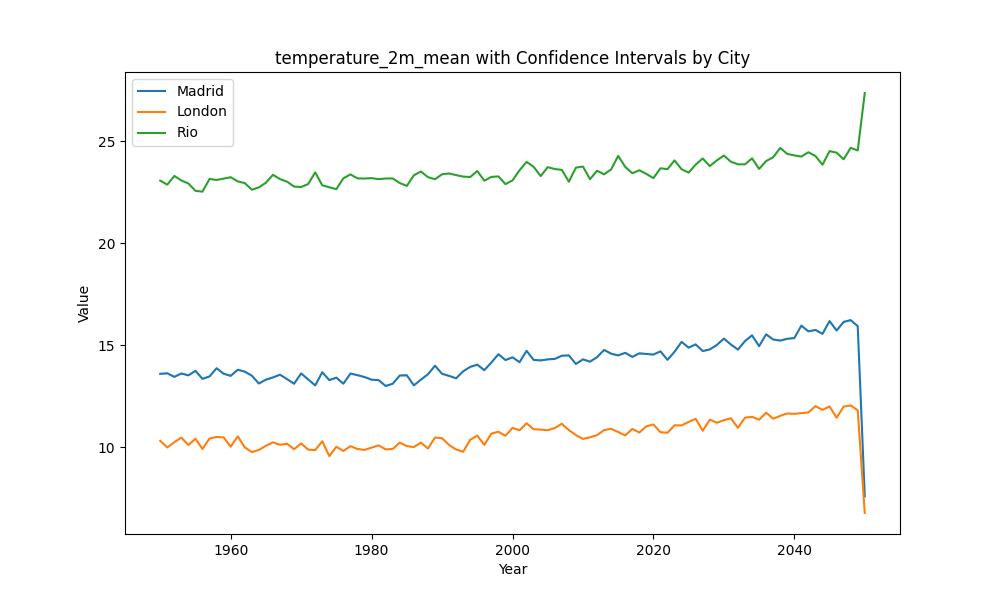 temperature_2m_mean with Confidence Intervals by City
Madrid
London
Rio
25
20
15
10
Value
1960
1980
2000
2020
2040
Year